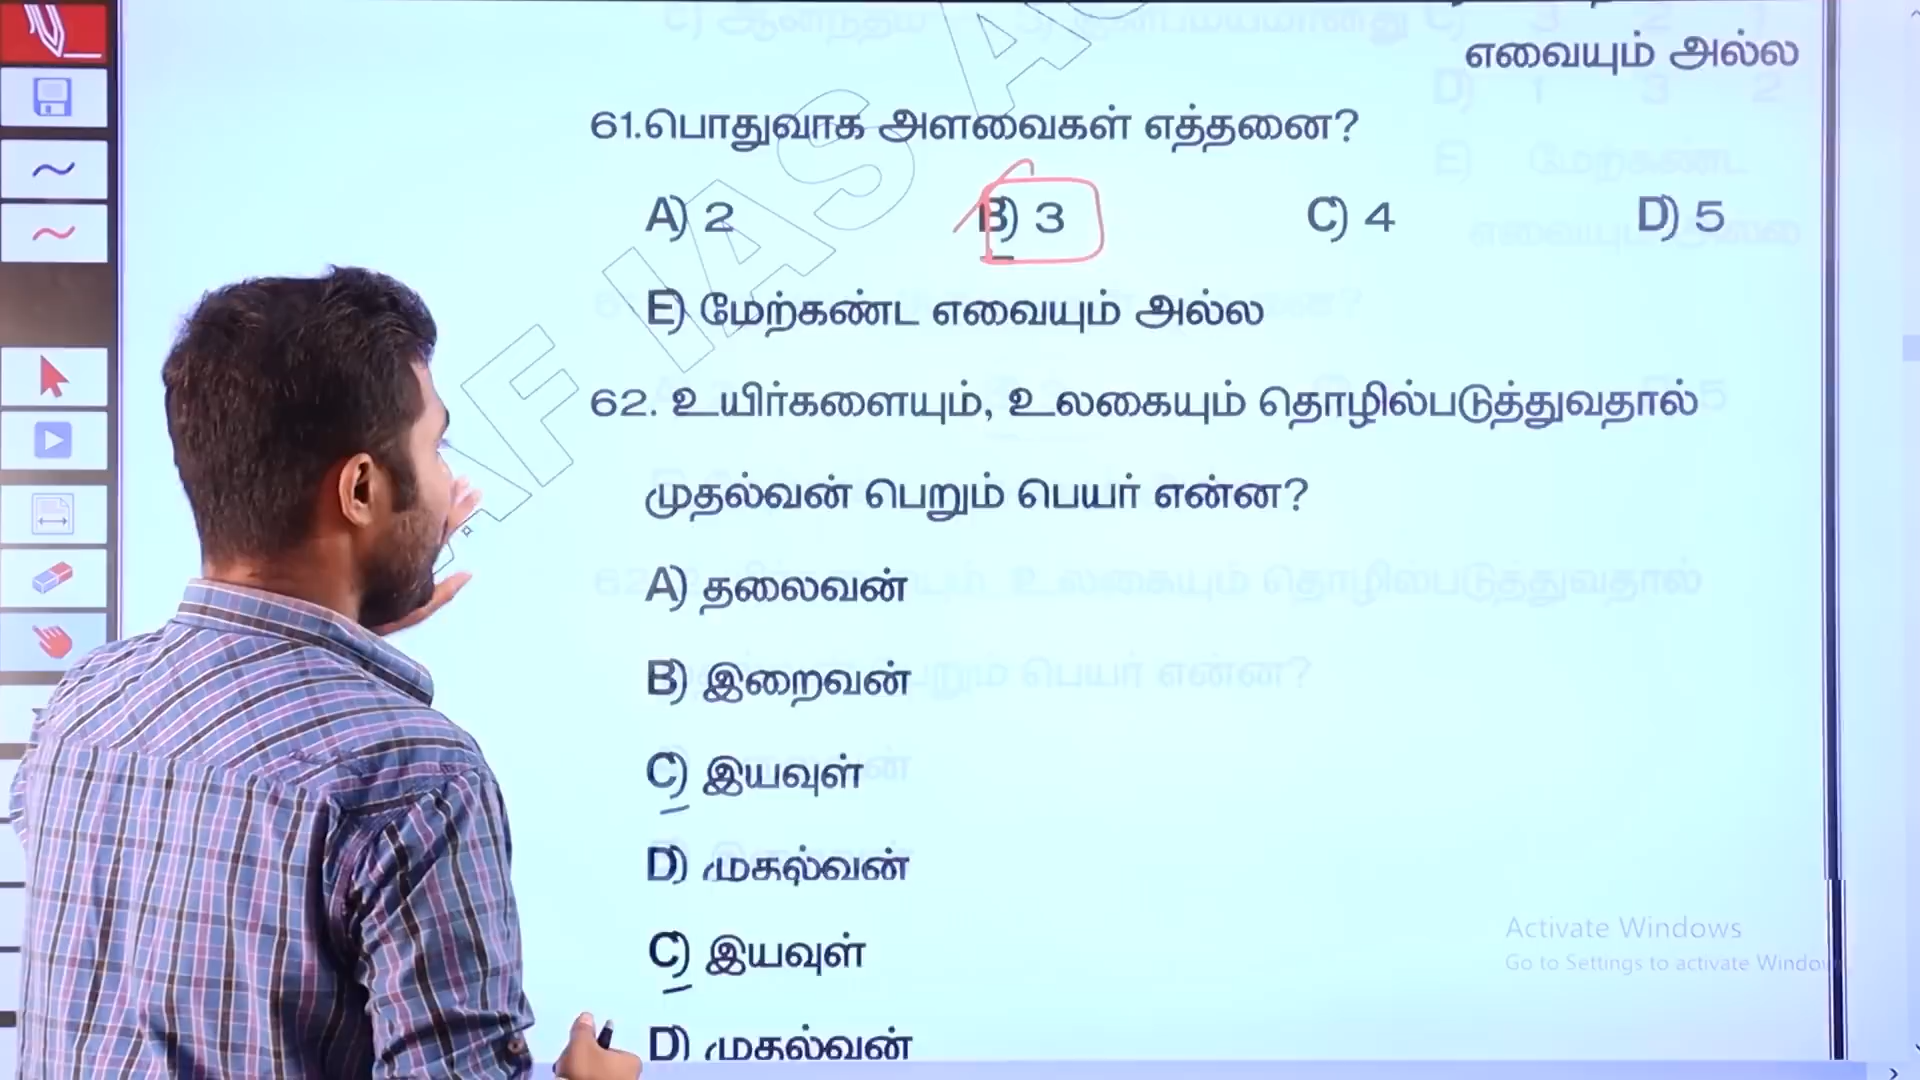 எவையும் அல்ல
61.பொதுவாக அளவைகள் எத்தனை?
A) 2 B) 3 C) 4 D) 5
E) மேற்கண்ட எவையும் அல்ல
62. உயிர்களையும், உலகையும் தொழில்படுத்துவதால்
முதல்வன் பெறும் பெயர் என்ன?
A) தலைவன்
B) இறைவன்
C) இயவுள்
D) முகல்வன்
C) இயவுள்
D) முதல்வன்
Activate Windows
Go to Settings to activate Windo